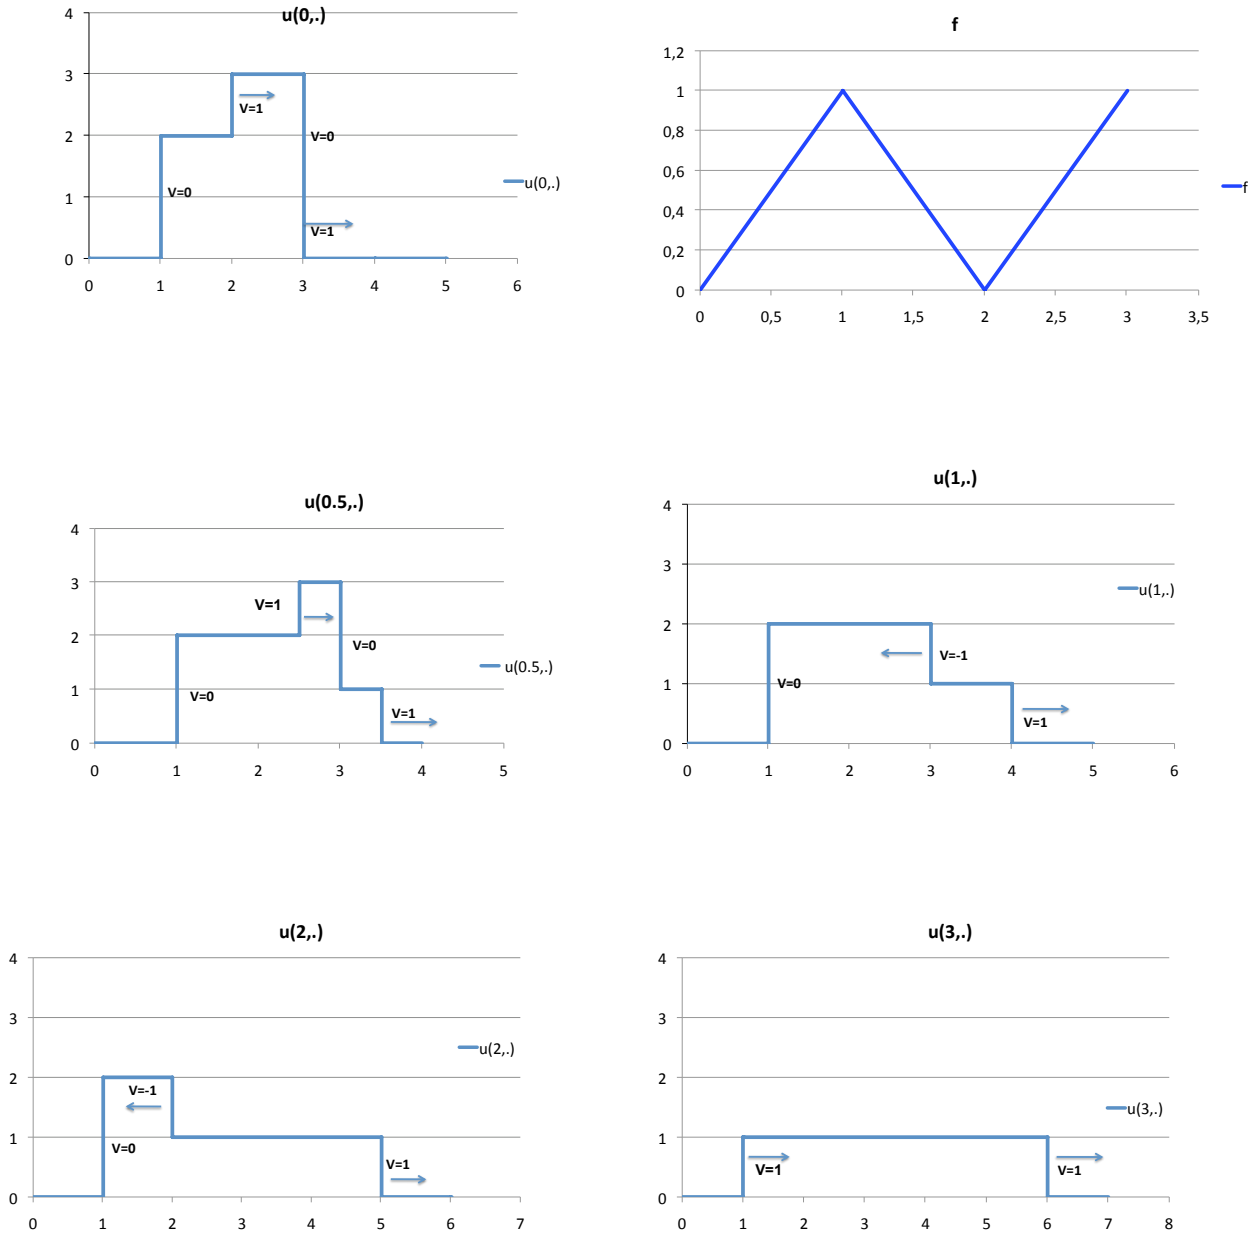 u(0,.)
4
3
2
1
0
0 1 2 3 4 5 6
V=1
V=0
V=0
V=1
u(0,.)
f
1,2
1
0,8
0,6
0,4
0,2
0
0 0,5 1 1,5 2 2,5 3 3,5
f
u(0.5,.)
4
3
2
1
0
0 1 2 3 4 5
V=1
V=0
V=0
V=1
u(0.5,.)
u(1,.)
4
3
2
1
0
0 1 2 3 4 5 6
V=-1
V=0
V=1
u(1,.)
u(2,.)
4
3
2
1
0
0 1 2 3 4 5 6 7
V=-1
V=0
V=1
u(2,.)
u(3,.)
4
3
2
1
0
0 1 2 3 4 5 6 7 8
V=1
V=1
u(3,.)